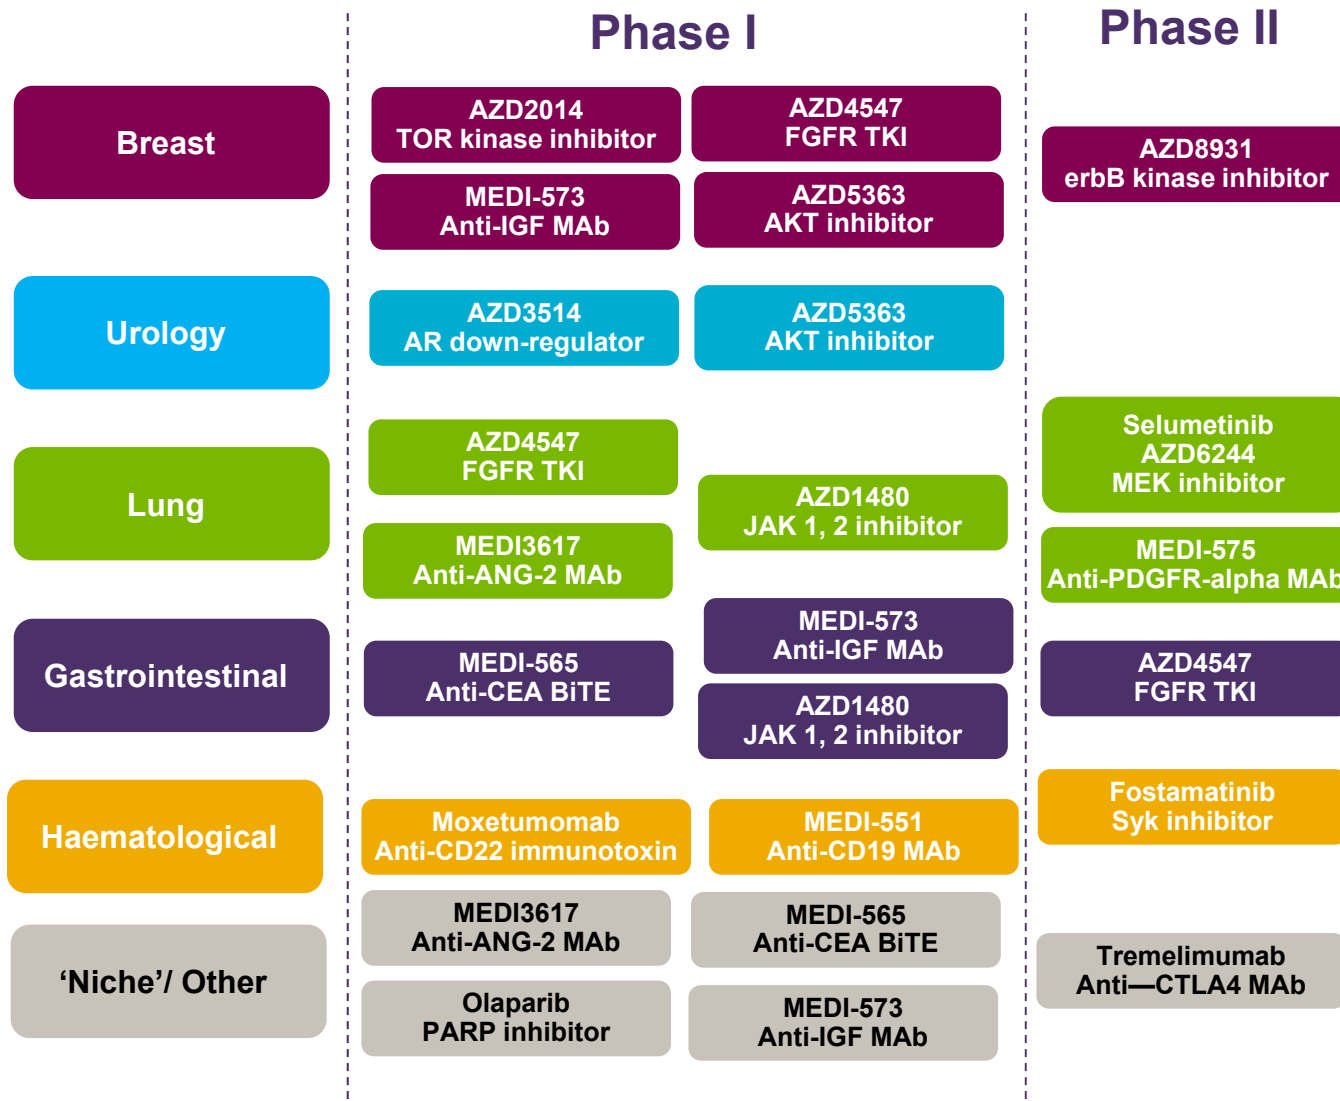 Phase I
Phase II
Breast
AZD2014
TOR kinase inhibitor
AZD4547
FGFR TKI
MEDI-573
Anti-IGF MAb
AZD5363
AKT inhibitor
AZD8931
erbB kinase inhibitor
Urology
AZD3514
AR down-regulator
AZD5363
AKT inhibitor
Lung
AZD4547
FGFR TKI
AZD1480
JAK 1, 2 inhibitor
MEDI3617
Anti-ANG-2 MAb
Selumetinib
AZD6244
MEK inhibitor
MEDI-575
Anti-PDGFR-alpha MAb
Gastrointestinal
MEDI-565
Anti-CEA BiTE
MEDI-573
Anti-IGF MAb
AZD1480
JAK 1, 2 inhibitor
AZD4547
FGFR TKI
Haematological
Moxetumomab
Anti-CD22 immunotoxin
MEDI-551
Anti-CD19 MAb
Fostamatinib
Syk inhibitor
‘Niche’/ Other
MEDI3617
Anti-ANG-2 MAb
MEDI-565
Anti-CEA BiTE
Olaparib
PARP inhibitor
MEDI-573
Anti-IGF MAb
Tremelimumab
Anti—CTLA4 MAb